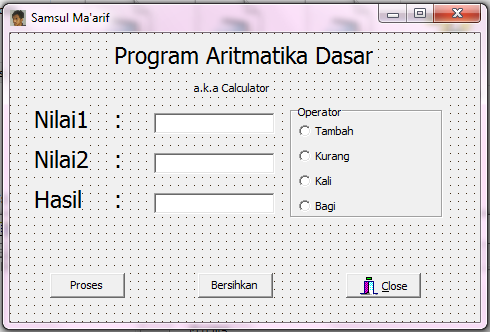 Samsul Ma'arif
Program Aritmatika Dasar
a.k.a Calculator
Nilai1 :
Nilai2 :
Hasil :
Operator
Tambah
Kurang
Kali
Bagi
Proses
Bersihkan
Close